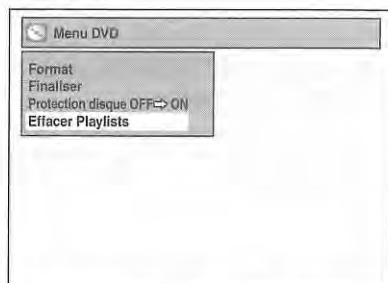 Menu DVD
Format
Finaliser
Protection disque OFF⇨ ON
Effacer Playlists